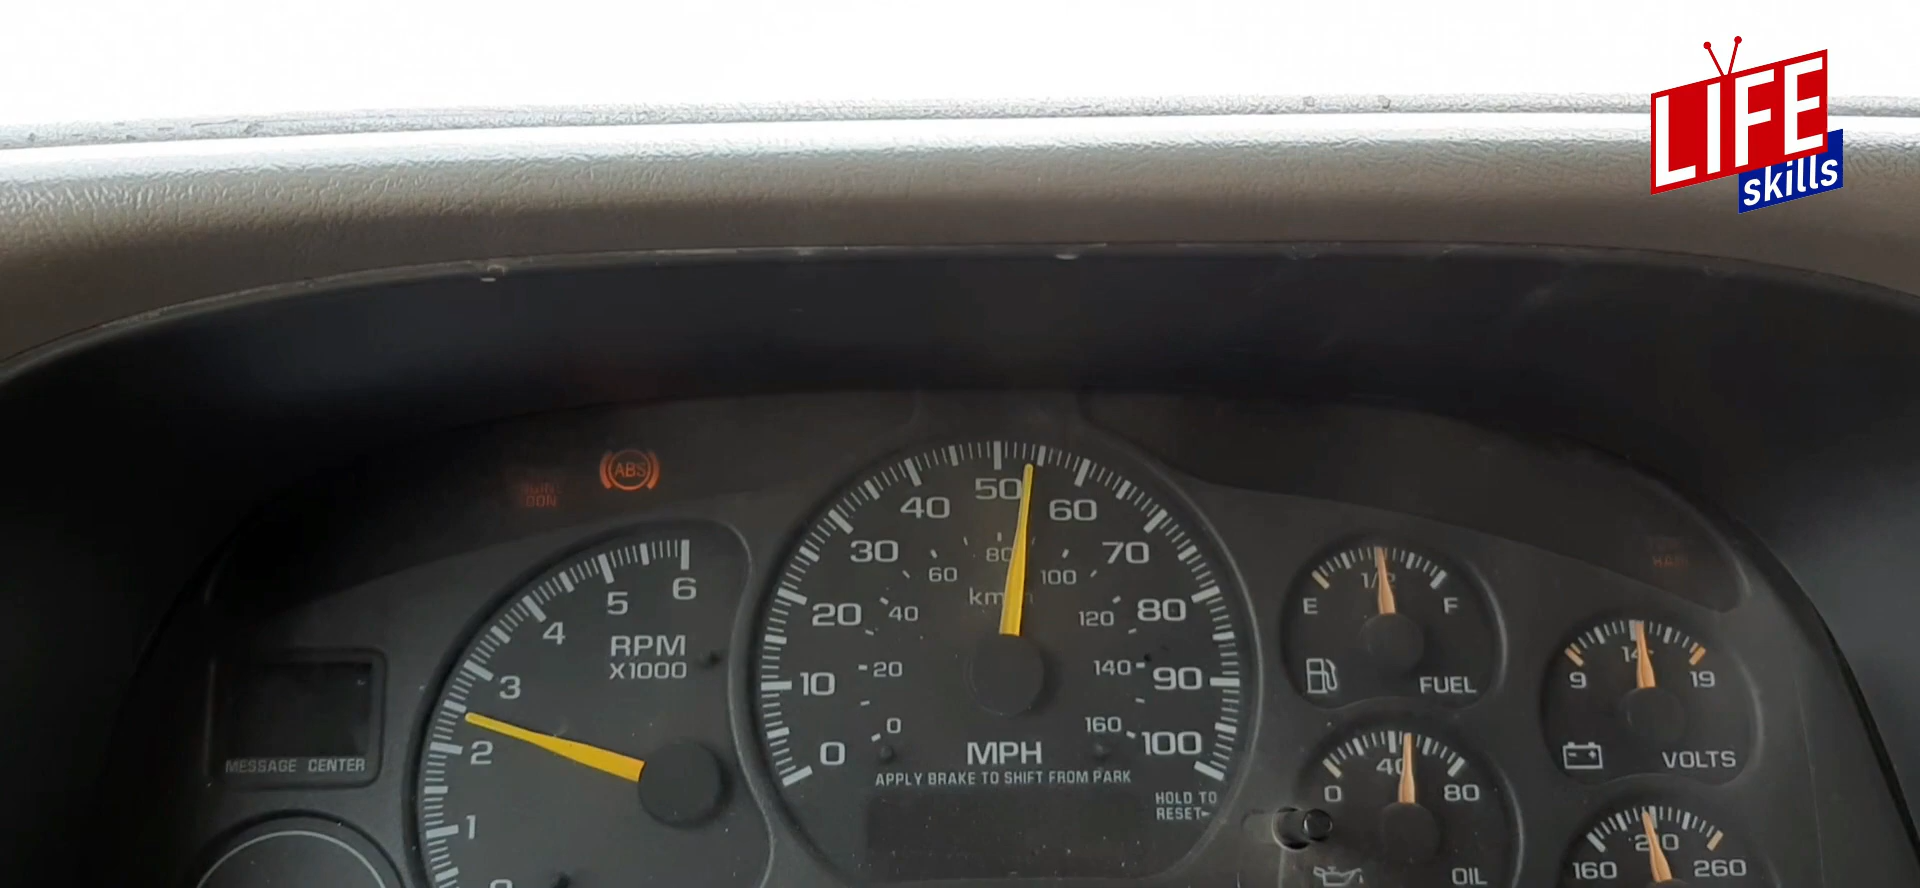 LIFE
skills
ABS
RPM
X1000
1
2
3
4
5
6
MESSAGE CENTER
0
10
20
30
40
50
60
70
80
90
100
0
20
40
60
80
100
120
140
160
MPH
APPLY BRAKE TO SHIFT FROM PARK
HOLD TO
RESET
E
F
FUEL
9
19
VOLTS
0
80
OIL
160
260